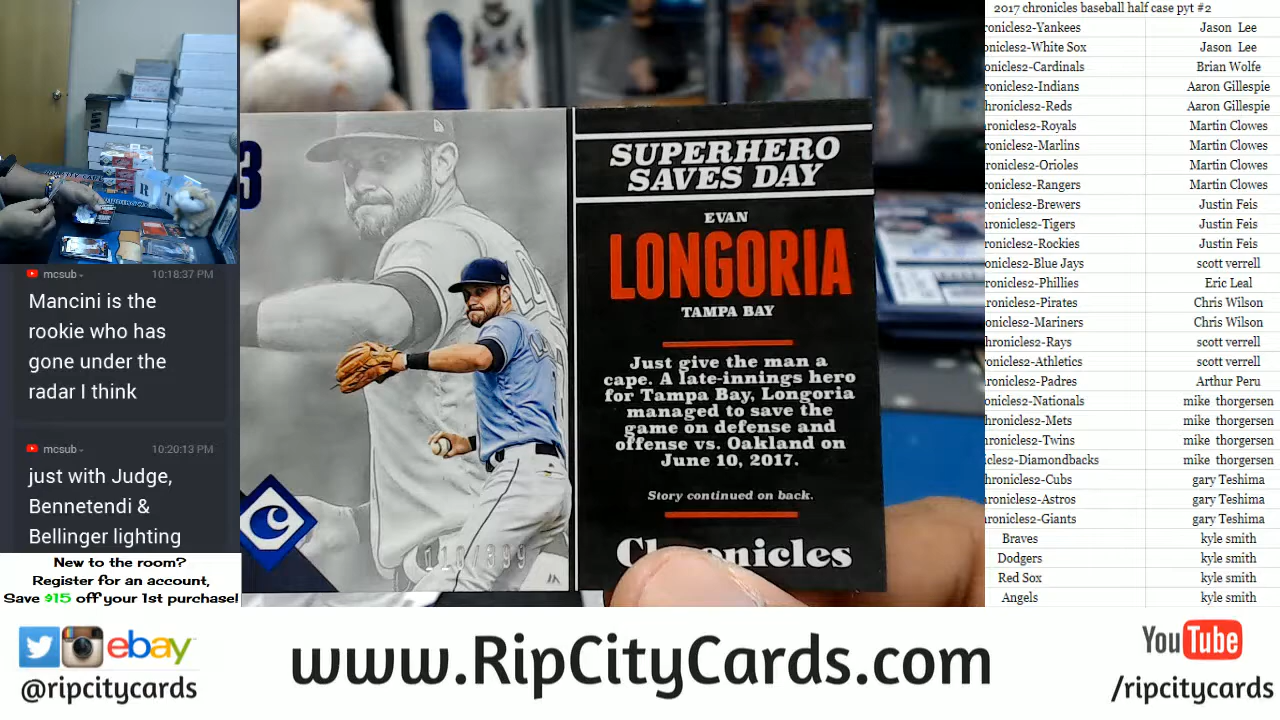 mcsub
10:18:37 PM
Mancini is the
rookie who has
gone under the
radar I think
mcsub
10:20:13 PM
just with Judge,
Bennetendi &
Bellinger lighting
New to the room?
Register for an account,
Save $15 off your 1st purchase!
3
SUPERHERO
SAVES DAY
EVAN
LONGORIA
TAMPA BAY
Just give the man a
cape. A late-innings hero
for Tampa Bay, Longoria
managed to save the
game on defense and
offense vs. Oakland on
June 10, 2017.
Story continued on back.
C
2017 chronicles baseball half case pyt #2
ronicles2-Yankees Jason Lee
onicles2-White Sox Jason Lee
ronicles2-Cardinals Brian Wolfe
ronicles2-Indians Aaron Gillespie
hronicles2-Reds Aaron Gillespie
ronicles2-Royals Martin Clowes
ronicles2-Marlins Martin Clowes
ronicles2-Orioles Martin Clowes
ronicles2-Rangers Martin Clowes
ronicles2-Brewers Justin Feis
ronicles2-Tigers Justin Feis
ronicles2-Rockies Justin Feis
ronicles2-Blue Jays scott verrell
ronicles2-Phillies Eric Leal
ronicles2-Pirates Chris Wilson
onicles2-Mariners Chris Wilson
ronicles2-Rays scott verrell
ronicles2-Athletics scott verrell
ronicles2-Padres Arthur Peru
onicles2-Nationals mike thorgersen
hronicles2-Mets mike thorgersen
ronicles2-Twins mike thorgersen
icles2-Diamondbacks mike thorgersen
hronicles2-Cubs gary Teshima
ronicles2-Astros gary Teshima
ronicles2-Giants gary Teshima
Braves kyle smith
Dodgers kyle smith
Red Sox kyle smith
Angels kyle smith
ebay
@ripcitycards
www.RipCityCards.com
YouTube
/ripcitycards